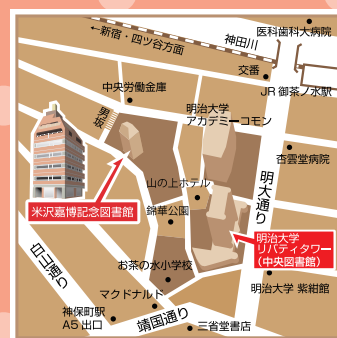 医科歯科大病院
←新宿・四ツ谷方面
神田川
交番
中央労働金庫
JR 御茶ノ水駅
男坂
明治大学
アカデミーコモン
杏雲堂病院
山の上ホテル
明大通り
米沢嘉博記念図書館
錦華公園
明治大学
リバティタワー
(中央図書館)
白山通り
お茶の水小学校
マクドナルド
明治大学 紫紺館
神保町駅
A5 出口
靖国通り
三省堂書店